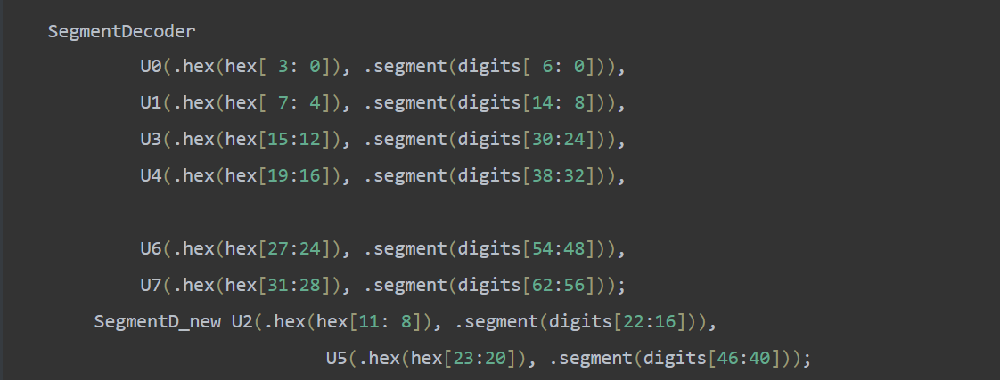 SegmentDecoder
U0(.hex(hex[ 3: 0]), .segment(digits[ 6: 0])),
U1(.hex(hex[ 7: 4]), .segment(digits[14: 8])),
U3(.hex(hex[15:12]), .segment(digits[30:24])),
U4(.hex(hex[19:16]), .segment(digits[38:32])),
U6(.hex(hex[27:24]), .segment(digits[54:48])),
U7(.hex(hex[31:28]), .segment(digits[62:56]));
SegmentD_new U2(.hex(hex[11: 8]), .segment(digits[22:16])),
U5(.hex(hex[23:20]), .segment(digits[46:40]));